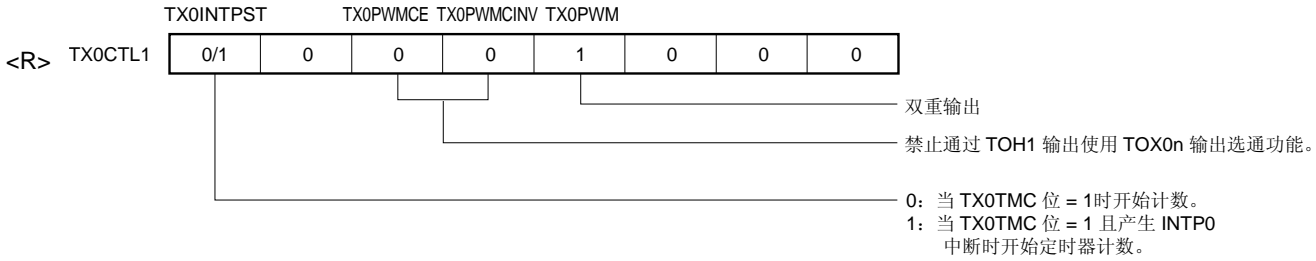 TX0INTPST TX0PWMCE TX0PWMCINV TX0PWM
<R> TX0CTL1 0/1 0 0 0 1 0 0 0
双重输出
禁止通过 TOH1 输出使用 TOX0n 输出选通功能。
0：当 TX0TMC 位 = 1时开始计数。
1：当 TX0TMC 位 = 1 且产生 INTP0
中断时开始定时器计数。